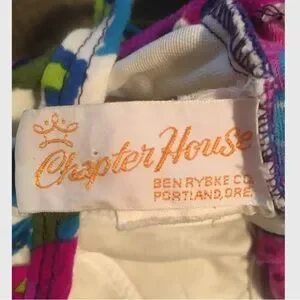 Chapter House
BEN RYBKE CO.
PORTLAND, ORE.